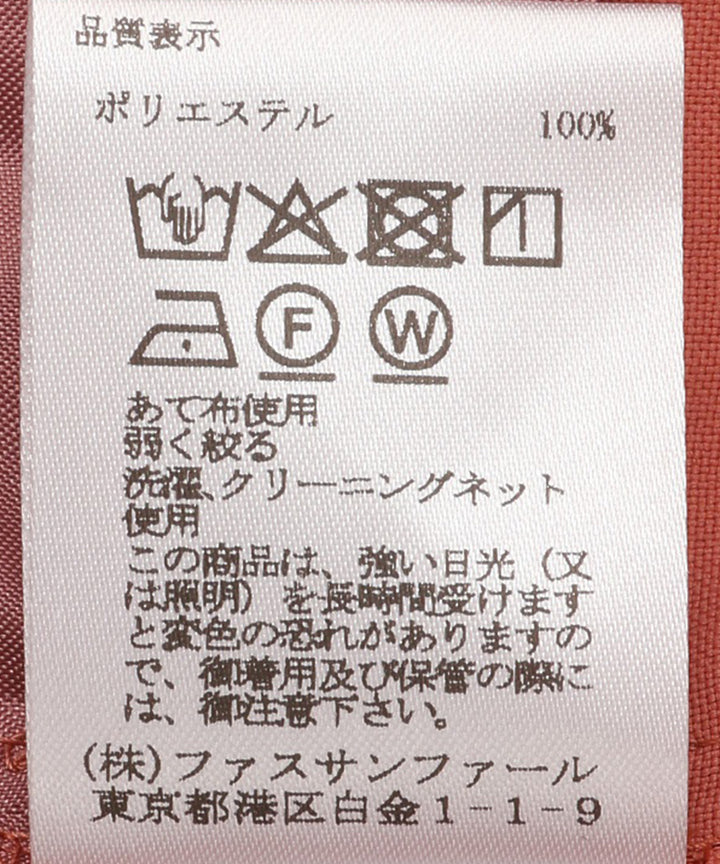 品質表示
ポリエステル 100%
F W
あて布使用
弱く絞る
洗濯、クリーニングネット
使用
この商品は、強い日光（又
は照明）を長時間受けます
と変色の恐れがありますの
で、御着用及び保管の際に
は、御注意下さい。
(株)ファスサンファール
東京都港区白金1-1-9